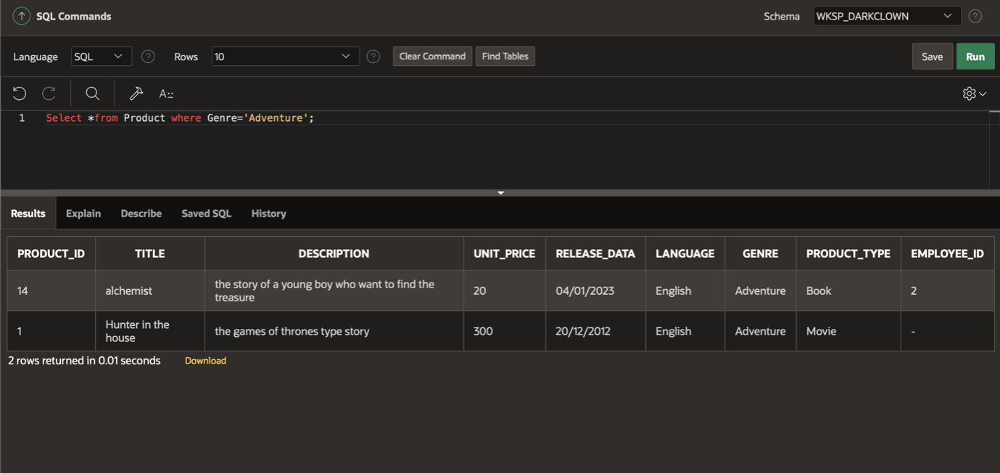 SQL Commands
Schema WKSP_DARKCLOWN ?
Language SQL ? Rows 10 ? Clear Command Find Tables Save Run
A::
1 Select *from Product where Genre='Adventure';
Results Explain Describe Saved SQL History
PRODUCT_ID TITLE DESCRIPTION UNIT_PRICE RELEASE_DATA LANGUAGE GENRE PRODUCT_TYPE EMPLOYEE_ID
14 alchemist the story of a young boy who want to find the
treasure 20 04/01/2023 English Adventure Book 2
1 Hunter in the
house the games of thrones type story 300 20/12/2012 English Adventure Movie -
2 rows returned in 0.01 seconds Download